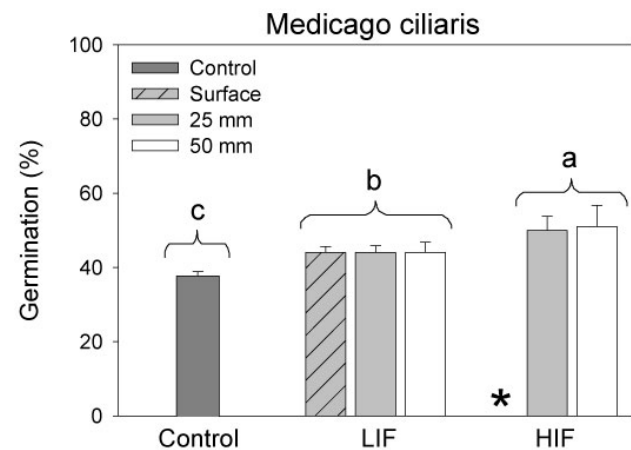 Medicago ciliaris
Germination (%)
100
80
60
40
20
0
Control
Surface
25 mm
50 mm
c
b
a
*
Control LIF HIF